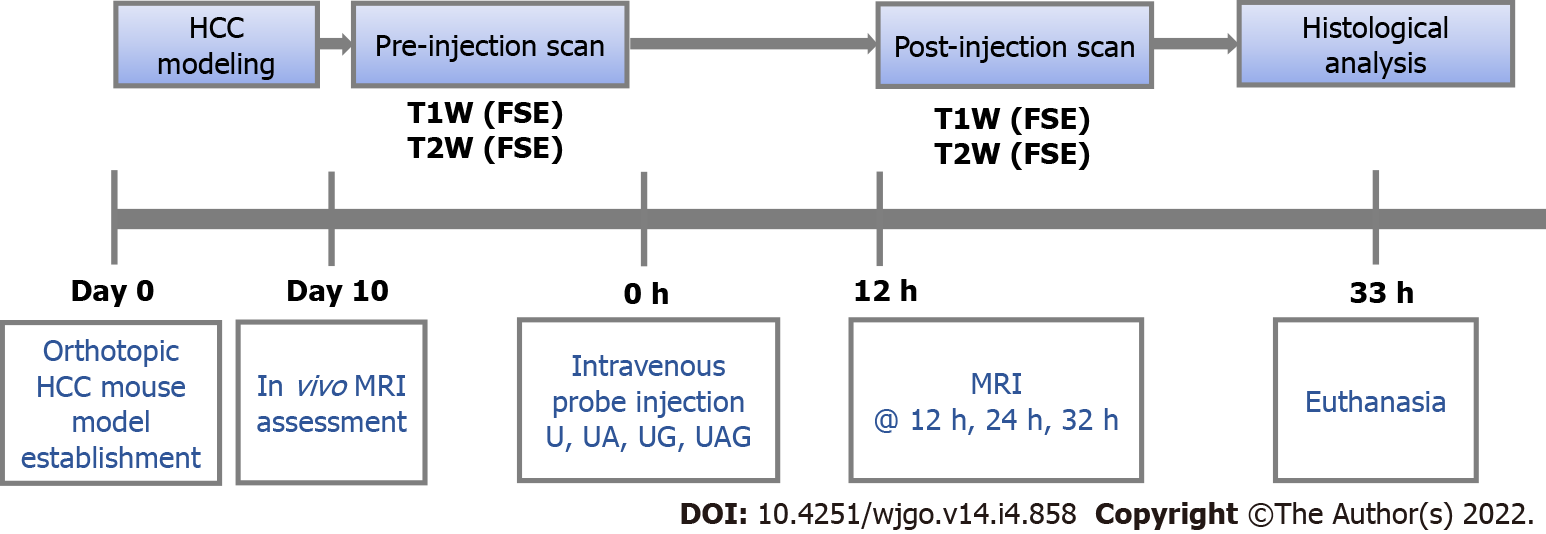 HCC
modeling
Pre-injection scan
Post-injection scan
Histological
analysis
T1W (FSE)
T2W (FSE)
T1W (FSE)
T2W (FSE)
Day 0
Day 10
0 h
12 h
33 h
Orthotopic
HCC mouse
model
establishment
In vivo MRI
assessment
Intravenous
probe injection
U, UA, UG, UAG
MRI
@ 12 h, 24 h, 32 h
Euthanasia
DOI: 10.4251/wjgo.v14.i4.858 Copyright ©The Author(s) 2022.